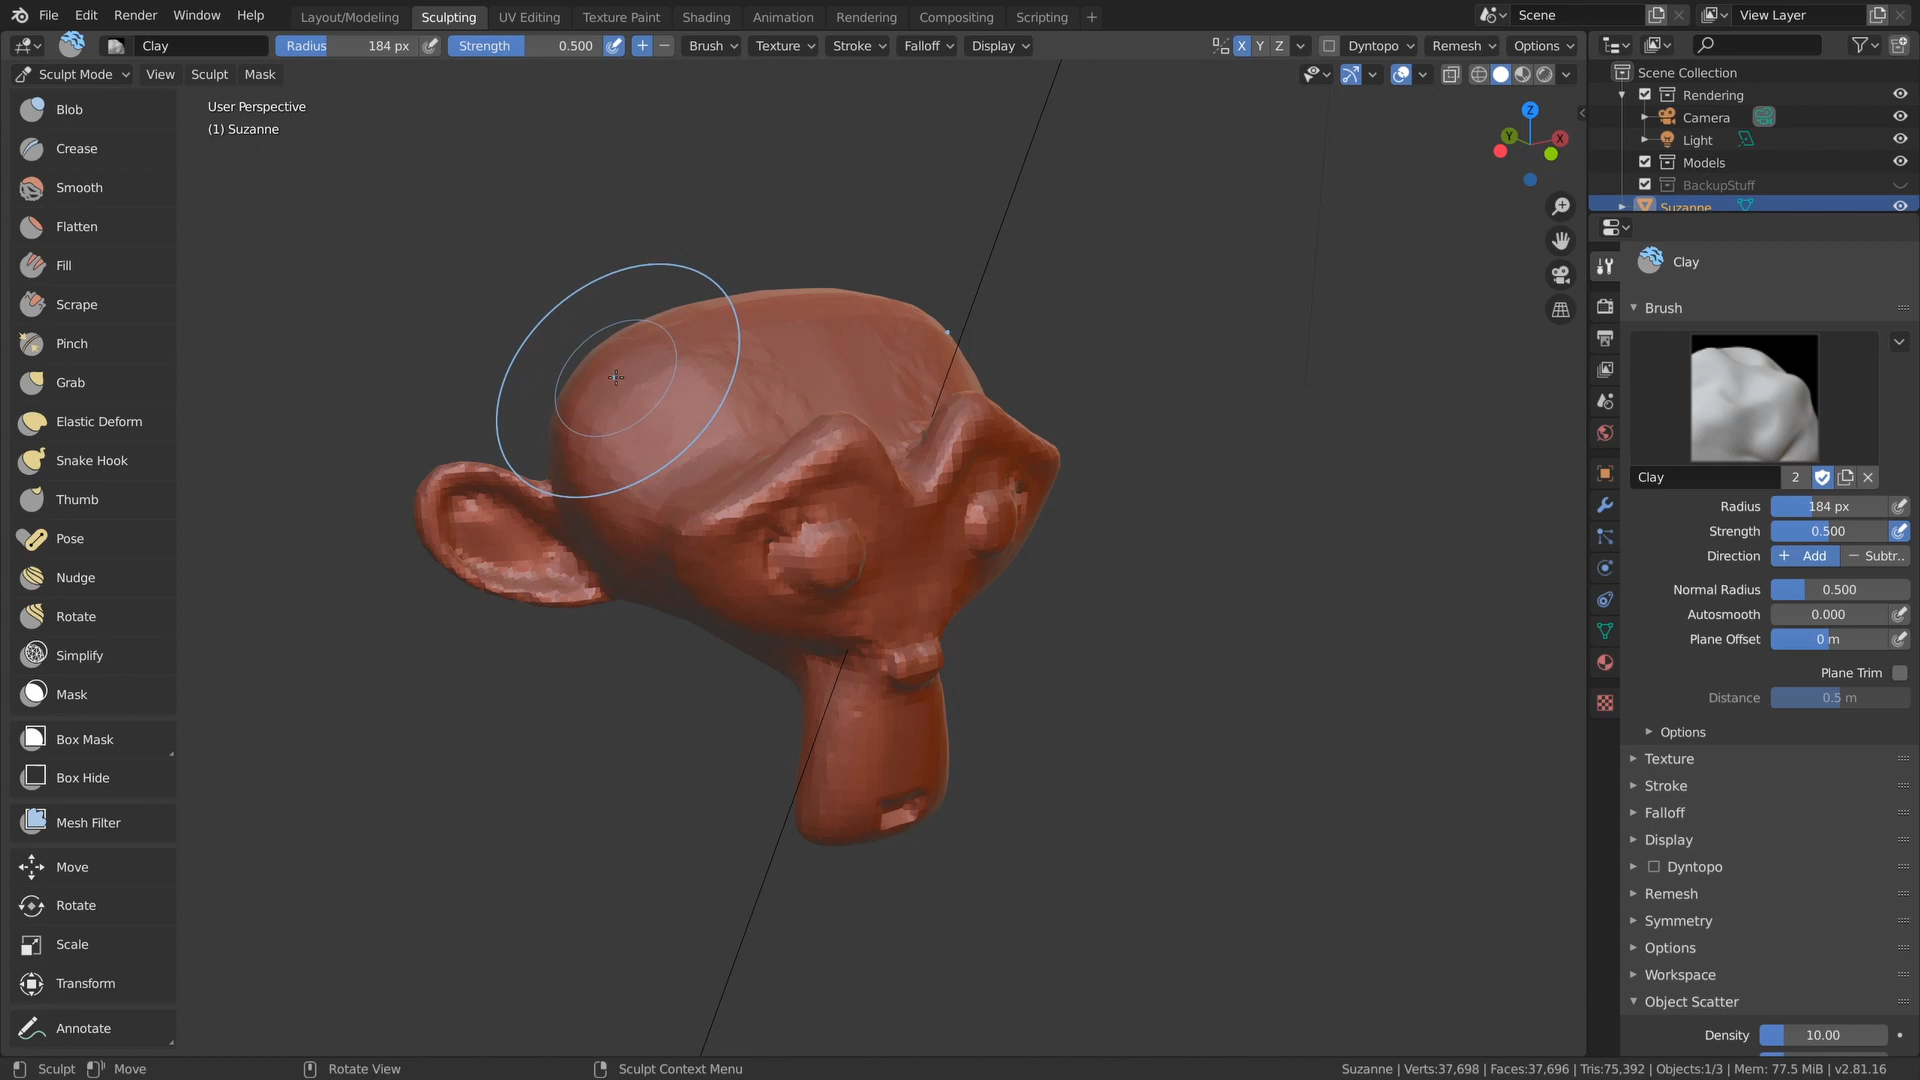 File Edit Render Window Help Layout/Modeling Sculpting UV Editing Texture Paint Shading Animation Rendering Compositing Scripting + Scene View Layer
Clay Radius 184 px Strength 0.500 Brush Texture Stroke Falloff Display X Y Z Dyntopo Remesh Options
Sculpt Mode View Sculpt Mask
User Perspective
(1) Suzanne
Blob
Crease
Smooth
Flatten
Fill
Scrape
Pinch
Grab
Elastic Deform
Snake Hook
Thumb
Pose
Nudge
Rotate
Simplify
Mask
Box Mask
Box Hide
Mesh Filter
Move
Rotate
Scale
Transform
Annotate
Z
Y X
Scene Collection
Rendering
Camera
Light
Models
BackupStuff
Suzanne
Clay
Brush
Clay 2
Radius 184 px
Strength 0.500
Direction + Add − Subtr..
Normal Radius 0.500
Autosmooth 0.000
Plane Offset 0 m
Plane Trim
Distance 0.5 m
Options
Texture
Stroke
Falloff
Display
Dyntopo
Remesh
Symmetry
Options
Workspace
Object Scatter
Density 10.00
Sculpt Move Rotate View Sculpt Context Menu Suzanne | Verts:37,698 | Faces:37,696 | Tris:75,392 | Objects:1/3 | Mem: 77.5 MiB | v2.81.16